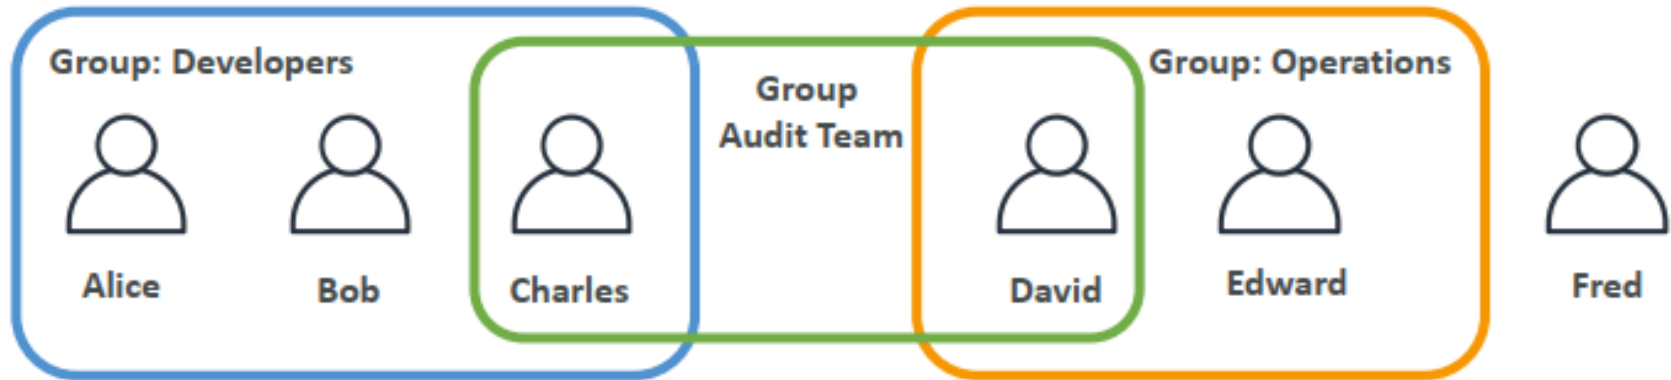 Group: Developers
Group
Audit Team
Group: Operations
Alice
Bob
Charles
David
Edward
Fred